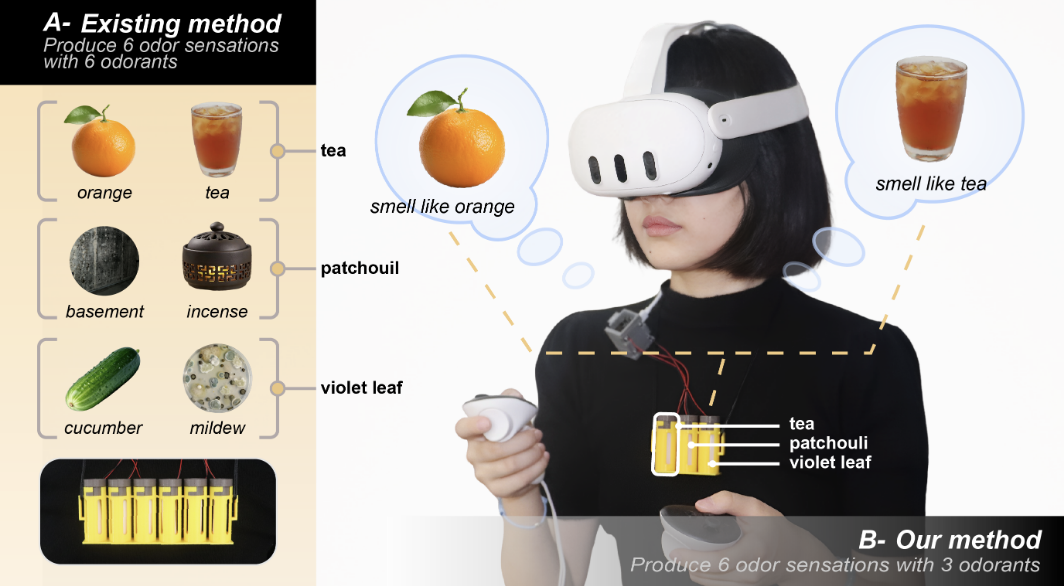 A- Existing method
Produce 6 odor sensations
with 6 odorants
orange
tea
tea
basement
incense
patchouil
cucumber
mildew
violet leaf
smell like orange
smell like tea
tea
patchouli
violet leaf
B- Our method
Produce 6 odor sensations with 3 odorants